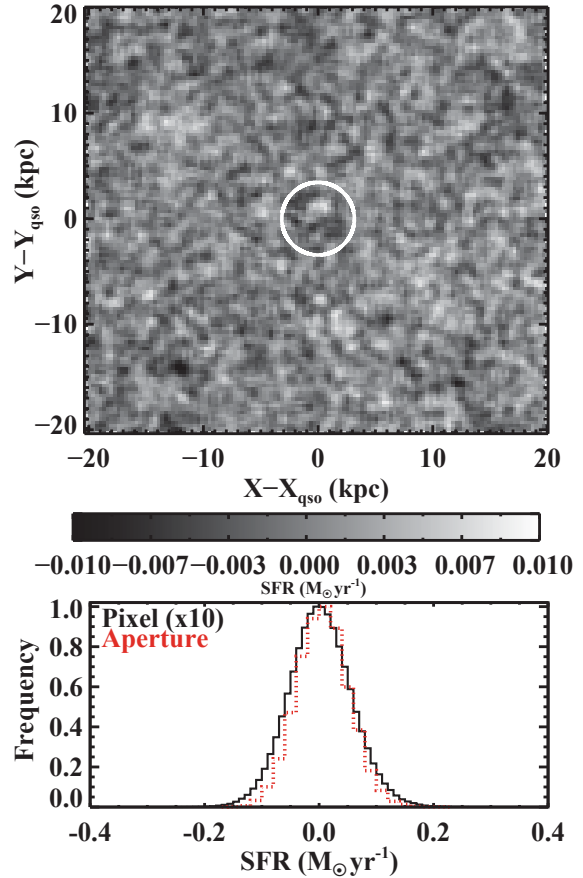 20
10
0
−10
−20
Y−Y_qso (kpc)
−20 −10 0 10 20
X−X_qso (kpc)
−0.010 −0.007 −0.003 0.000 0.003 0.007 0.010
SFR (M⊙yr⁻¹)
Pixel (x10)
Aperture
1.0
0.8
0.6
0.4
0.2
0.0
Frequency
-0.4 -0.2 0.0 0.2 0.4
SFR (M⊙yr⁻¹)